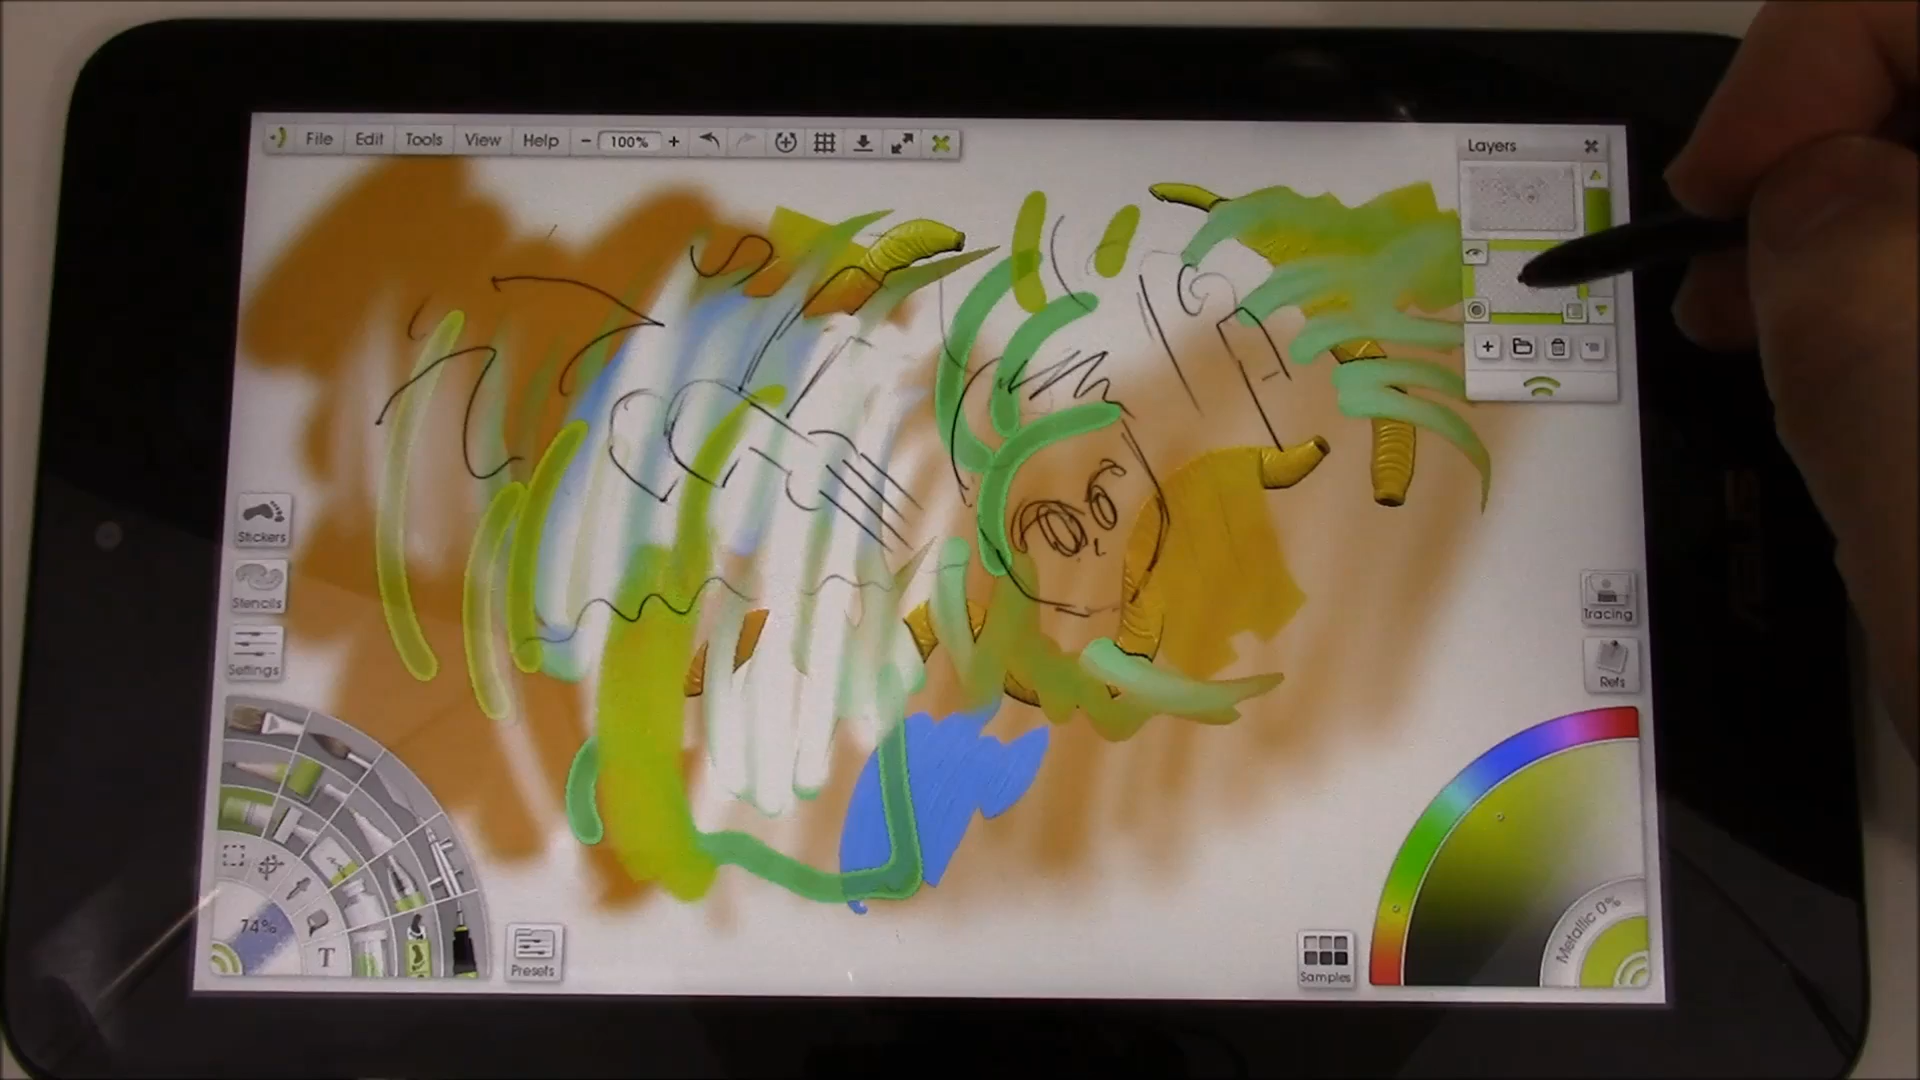 File Edit Tools View Help 100%
Layers
Stickers
Stencils
Settings
Tracing
Refs
74%
T
Presets
Samples
Metallic 0%